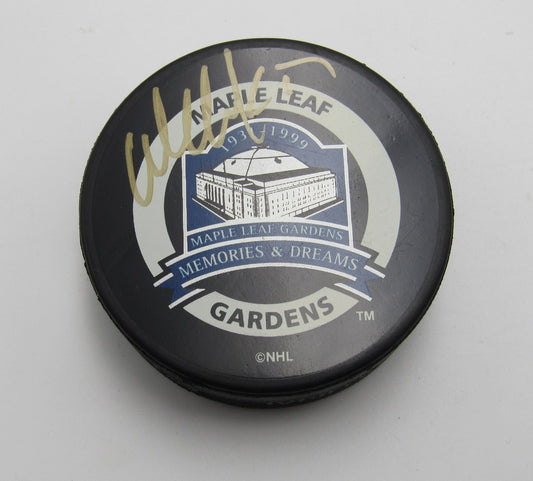 MAPLE LEAF
1931-1999
MAPLE LEAF GARDENS
MEMORIES & DREAMS
GARDENS
TM
©NHL